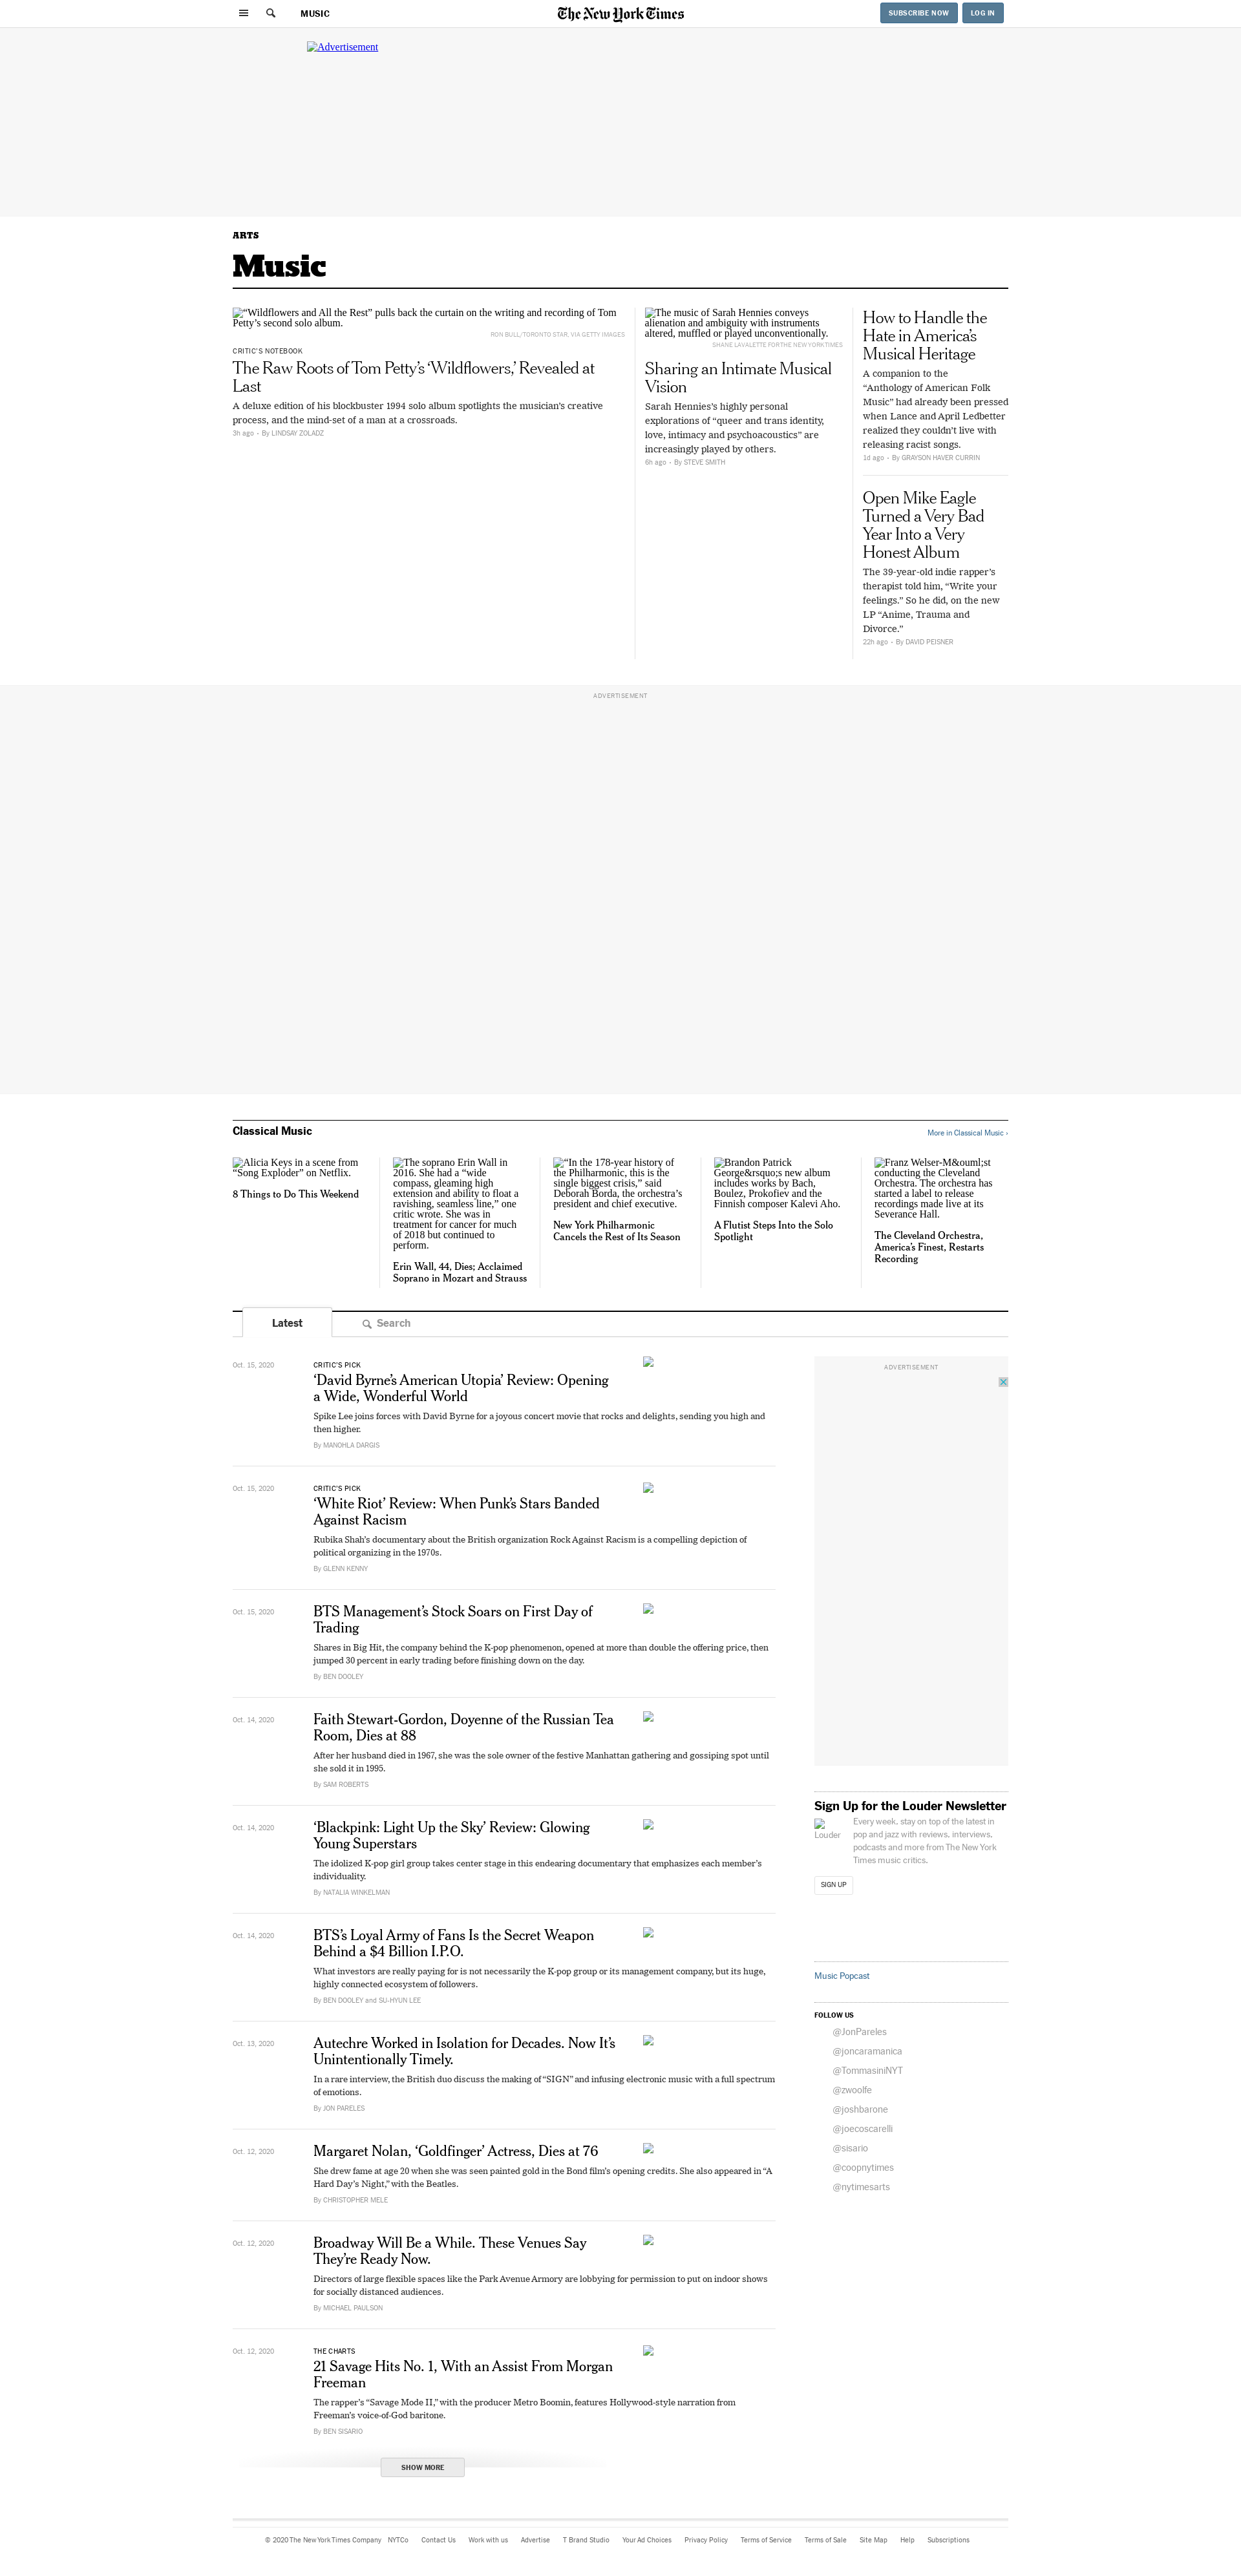 MUSIC
The New York Times
SUBSCRIBE NOW
LOG IN
Advertisement
ARTS
Music
“Wildflowers and All the Rest” pulls back the curtain on the writing and recording of Tom
Petty’s second solo album.
RON BULL/TORONTO STAR, VIA GETTY IMAGES
CRITIC’S NOTEBOOK
The Raw Roots of Tom Petty’s ‘Wildflowers,’ Revealed at
Last
A deluxe edition of his blockbuster 1994 solo album spotlights the musician’s creative
process, and the mind-set of a man at a crossroads.
3h ago • By LINDSAY ZOLADZ
The music of Sarah Hennies conveys
alienation and ambiguity with instruments
altered, muffled or played unconventionally.
SHANE LAVALETTE FOR THE NEW YORK TIMES
Sharing an Intimate Musical
Vision
Sarah Hennies’s highly personal
explorations of “queer and trans identity,
love, intimacy and psychoacoustics” are
increasingly played by others.
6h ago • By STEVE SMITH
How to Handle the
Hate in America’s
Musical Heritage
A companion to the
“Anthology of American Folk
Music” had already been pressed
when Lance and April Ledbetter
realized they couldn’t live with
releasing racist songs.
1d ago • By GRAYSON HAVER CURRIN
Open Mike Eagle
Turned a Very Bad
Year Into a Very
Honest Album
The 39-year-old indie rapper’s
therapist told him, “Write your
feelings.” So he did, on the new
LP “Anime, Trauma and
Divorce.”
22h ago • By DAVID PEISNER
ADVERTISEMENT
Classical Music
More in Classical Music ›
Alicia Keys in a scene from
“Song Exploder” on Netflix.
8 Things to Do This Weekend
The soprano Erin Wall in
2016. She had a “wide
compass, gleaming high
extension and ability to float a
ravishing, seamless line,” one
critic wrote. She was in
treatment for cancer for much
of 2018 but continued to
perform.
Erin Wall, 44, Dies; Acclaimed
Soprano in Mozart and Strauss
“In the 178-year history of
the Philharmonic, this is the
single biggest crisis,” said
Deborah Borda, the orchestra’s
president and chief executive.
New York Philharmonic
Cancels the Rest of Its Season
Brandon Patrick
George&rsquo;s new album
includes works by Bach,
Boulez, Prokofiev and the
Finnish composer Kalevi Aho.
A Flutist Steps Into the Solo
Spotlight
Franz Welser-M&ouml;st
conducting the Cleveland
Orchestra. The orchestra has
started a label to release
recordings made live at its
Severance Hall.
The Cleveland Orchestra,
America’s Finest, Restarts
Recording
Latest
Search
Oct. 15, 2020
CRITIC’S PICK
‘David Byrne’s American Utopia’ Review: Opening
a Wide, Wonderful World
Spike Lee joins forces with David Byrne for a joyous concert movie that rocks and delights, sending you high and
then higher.
By MANOHLA DARGIS
Oct. 15, 2020
CRITIC’S PICK
‘White Riot’ Review: When Punk’s Stars Banded
Against Racism
Rubika Shah’s documentary about the British organization Rock Against Racism is a compelling depiction of
political organizing in the 1970s.
By GLENN KENNY
Oct. 15, 2020
BTS Management’s Stock Soars on First Day of
Trading
Shares in Big Hit, the company behind the K-pop phenomenon, opened at more than double the offering price, then
jumped 30 percent in early trading before finishing down on the day.
By BEN DOOLEY
Oct. 14, 2020
Faith Stewart-Gordon, Doyenne of the Russian Tea
Room, Dies at 88
After her husband died in 1967, she was the sole owner of the festive Manhattan gathering and gossiping spot until
she sold it in 1995.
By SAM ROBERTS
Oct. 14, 2020
‘Blackpink: Light Up the Sky’ Review: Glowing
Young Superstars
The idolized K-pop girl group takes center stage in this endearing documentary that emphasizes each member’s
individuality.
By NATALIA WINKELMAN
Oct. 14, 2020
BTS’s Loyal Army of Fans Is the Secret Weapon
Behind a $4 Billion I.P.O.
What investors are really paying for is not necessarily the K-pop group or its management company, but its huge,
highly connected ecosystem of followers.
By BEN DOOLEY and SU-HYUN LEE
Oct. 13, 2020
Autechre Worked in Isolation for Decades. Now It’s
Unintentionally Timely.
In a rare interview, the British duo discuss the making of “SIGN” and infusing electronic music with a full spectrum
of emotions.
By JON PARELES
Oct. 12, 2020
Margaret Nolan, ‘Goldfinger’ Actress, Dies at 76
She drew fame at age 20 when she was seen painted gold in the Bond film’s opening credits. She also appeared in “A
Hard Day’s Night,” with the Beatles.
By CHRISTOPHER MELE
Oct. 12, 2020
Broadway Will Be a While. These Venues Say
They’re Ready Now.
Directors of large flexible spaces like the Park Avenue Armory are lobbying for permission to put on indoor shows
for socially distanced audiences.
By MICHAEL PAULSON
Oct. 12, 2020
THE CHARTS
21 Savage Hits No. 1, With an Assist From Morgan
Freeman
The rapper’s “Savage Mode II,” with the producer Metro Boomin, features Hollywood-style narration from
Freeman’s voice-of-God baritone.
By BEN SISARIO
SHOW MORE
ADVERTISEMENT
Sign Up for the Louder Newsletter
Louder
Every week, stay on top of the latest in
pop and jazz with reviews, interviews,
podcasts and more from The New York
Times music critics.
SIGN UP
Music Popcast
FOLLOW US
@JonPareles
@joncaramanica
@TommasiniNYT
@zwoolfe
@joshbarone
@joecoscarelli
@sisario
@coopnytimes
@nytimesarts
© 2020 The New York Times Company NYTCo Contact Us Work with us Advertise T Brand Studio Your Ad Choices Privacy Policy Terms of Service Terms of Sale Site Map Help Subscriptions